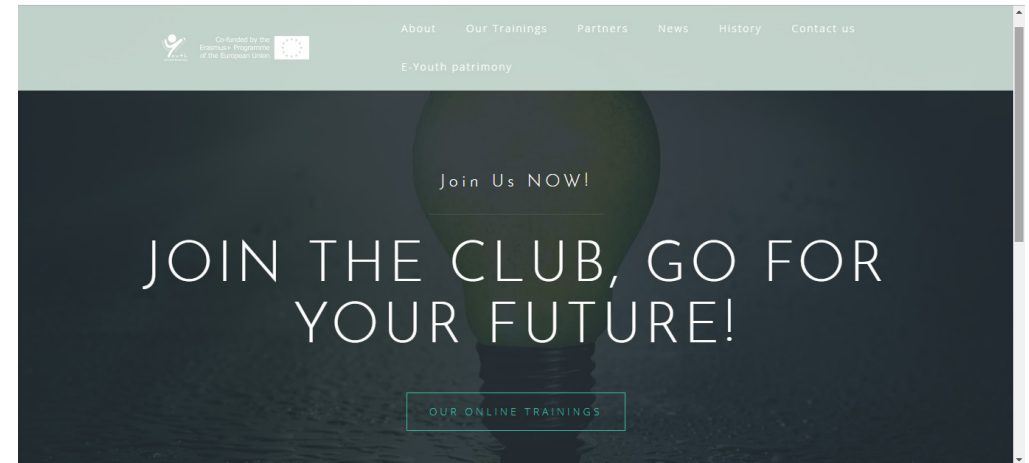 Co-funded by the
Erasmus+ Programme
of the European Union
About Our Trainings Partners News History Contact us
E-Youth patrimony
Join Us NOW!
JOIN THE CLUB, GO FOR
YOUR FUTURE!
OUR ONLINE TRAININGS